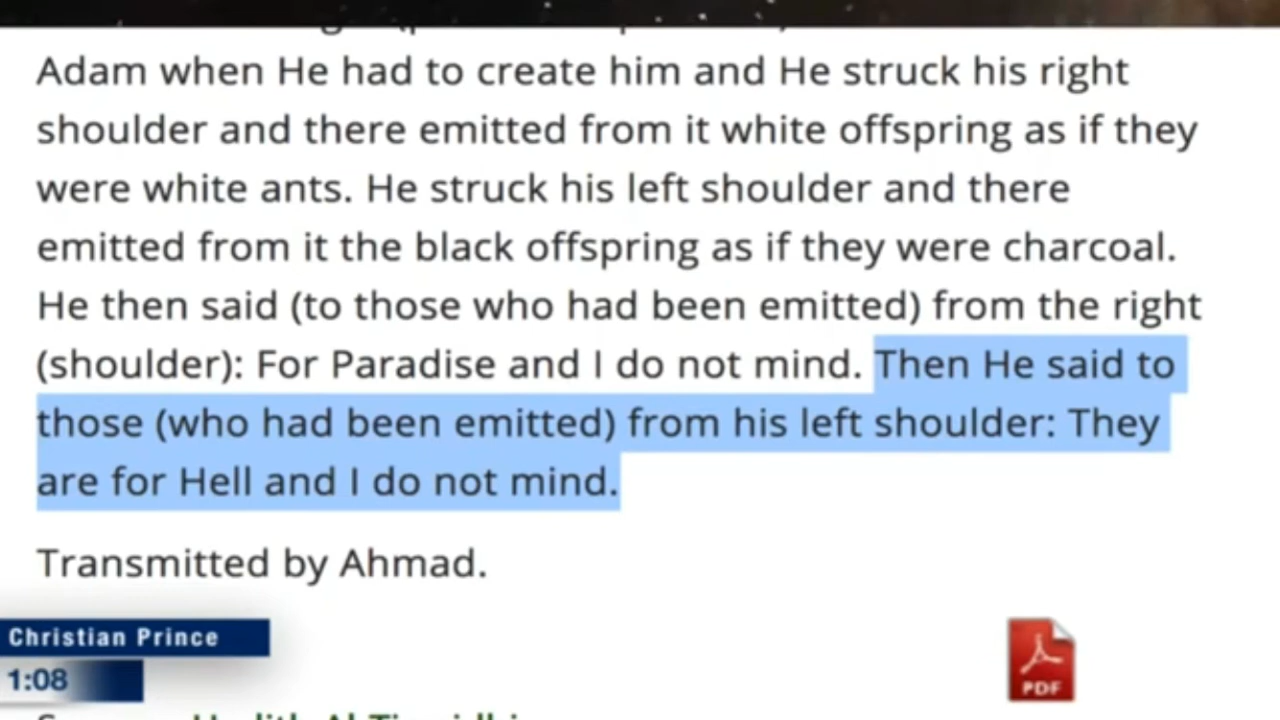 Adam when He had to create him and He struck his right
shoulder and there emitted from it white offspring as if they
were white ants. He struck his left shoulder and there
emitted from it the black offspring as if they were charcoal.
He then said (to those who had been emitted) from the right
(shoulder): For Paradise and I do not mind. Then He said to
those (who had been emitted) from his left shoulder: They
are for Hell and I do not mind.
Transmitted by Ahmad.
Christian Prince
1:08
PDF